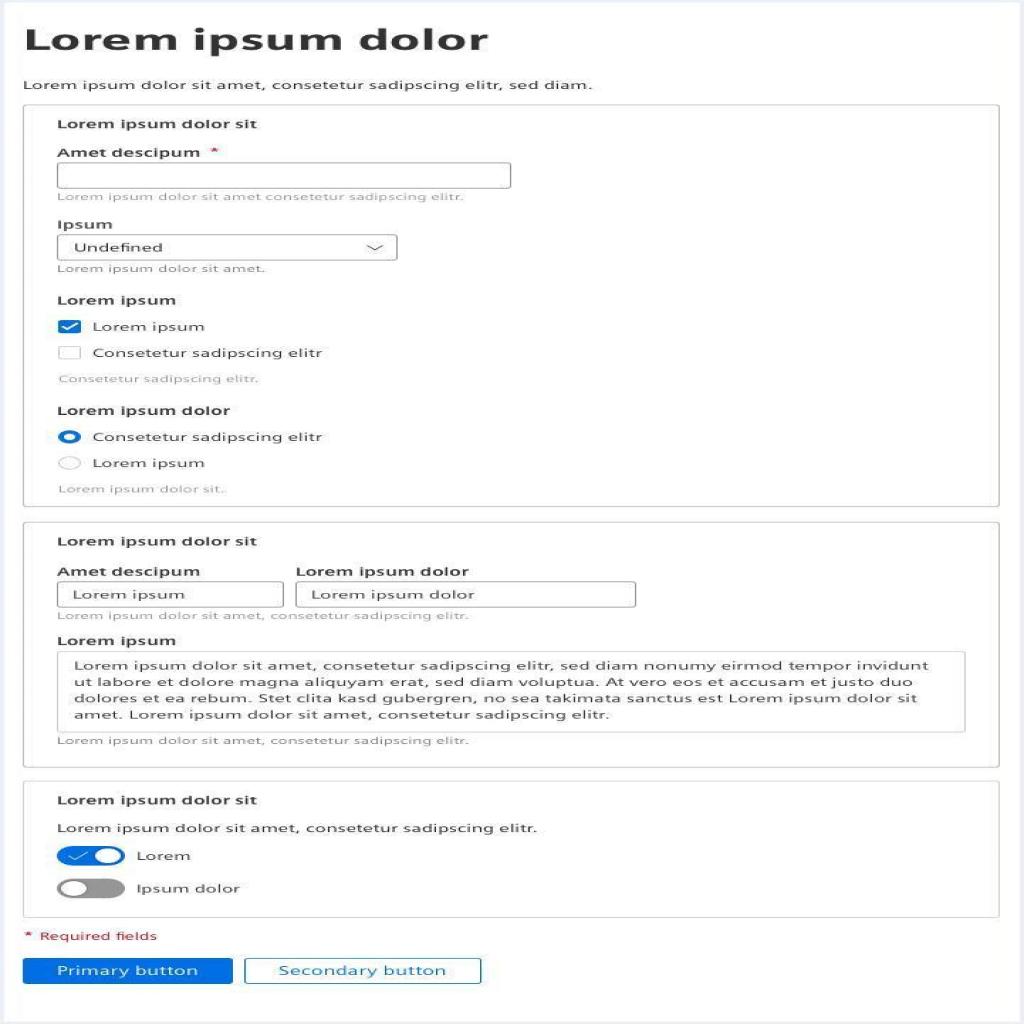 Lorem ipsum dolor
Lorem ipsum dolor sit amet, consetetur sadipscing elitr, sed diam.
Lorem ipsum dolor sit
Amet descipum *
Lorem ipsum dolor sit amet consetetur sadipscing elitr.
Ipsum
Undefined
Lorem ipsum dolor sit amet.
Lorem ipsum
Lorem ipsum
Consetetur sadipscing elitr
Consetetur sadipscing elitr.
Lorem ipsum dolor
Consetetur sadipscing elitr
Lorem ipsum
Lorem ipsum dolor sit..
Lorem ipsum dolor sit
Amet descipum Lorem ipsum dolor
Lorem ipsum Lorem ipsum dolor
Lorem ipsum dolor sit amet, consetetur sadipscing elitr.
Lorem ipsum
Lorem ipsum dolor sit amet, consetetur sadipscing elitr, sed diam nonumy eirmod tempor invidunt
ut labore et dolore magna aliquyam erat, sed diam voluptua. At vero eos et accusam et justo duo
dolores et ea rebum. Stet clita kasd gubergren, no sea takimata sanctus est Lorem ipsum dolor sit
amet. Lorem ipsum dolor sit amet, consetetur sadipscing elitr.
Lorem ipsum dolor sit amet, consetetur sadipscing elitr.
Lorem ipsum dolor sit
Lorem ipsum dolor sit amet, consetetur sadipscing elitr.
Lorem
Ipsum dolor
* Required fields
Primary button Secondary button